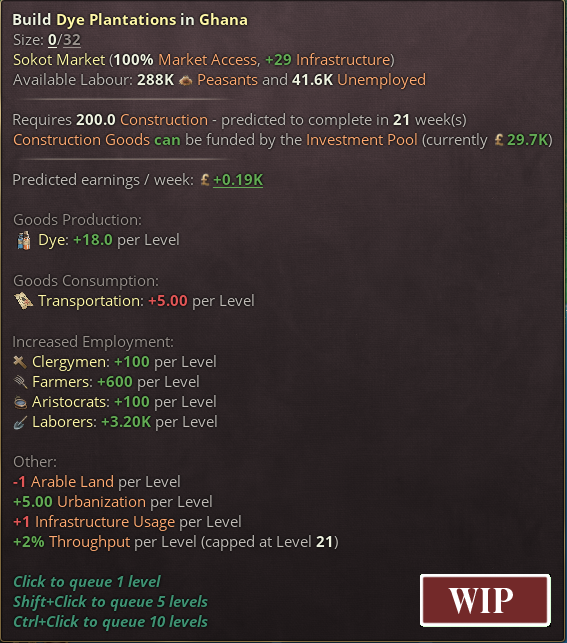 Build Dye Plantations in Ghana
Size: 0/32
Sokot Market (100% Market Access, +29 Infrastructure)
Available Labour: 288K Peasants and 41.6K Unemployed
Requires 200.0 Construction - predicted to complete in 21 week(s)
Construction Goods can be funded by the Investment Pool (currently £29.7K)
Predicted earnings / week: £+0.19K
Goods Production:
Dye: +18.0 per Level
Goods Consumption:
Transportation: +5.00 per Level
Increased Employment:
Clergymen: +100 per Level
Farmers: +600 per Level
Aristocrats: +100 per Level
Laborers: +3.20K per Level
Other:
-1 Arable Land per Level
+5.00 Urbanization per Level
+1 Infrastructure Usage per Level
+2% Throughput per Level (capped at Level 21)
Click to queue 1 level
Shift+Click to queue 5 levels
Ctrl+Click to queue 10 levels
WIP